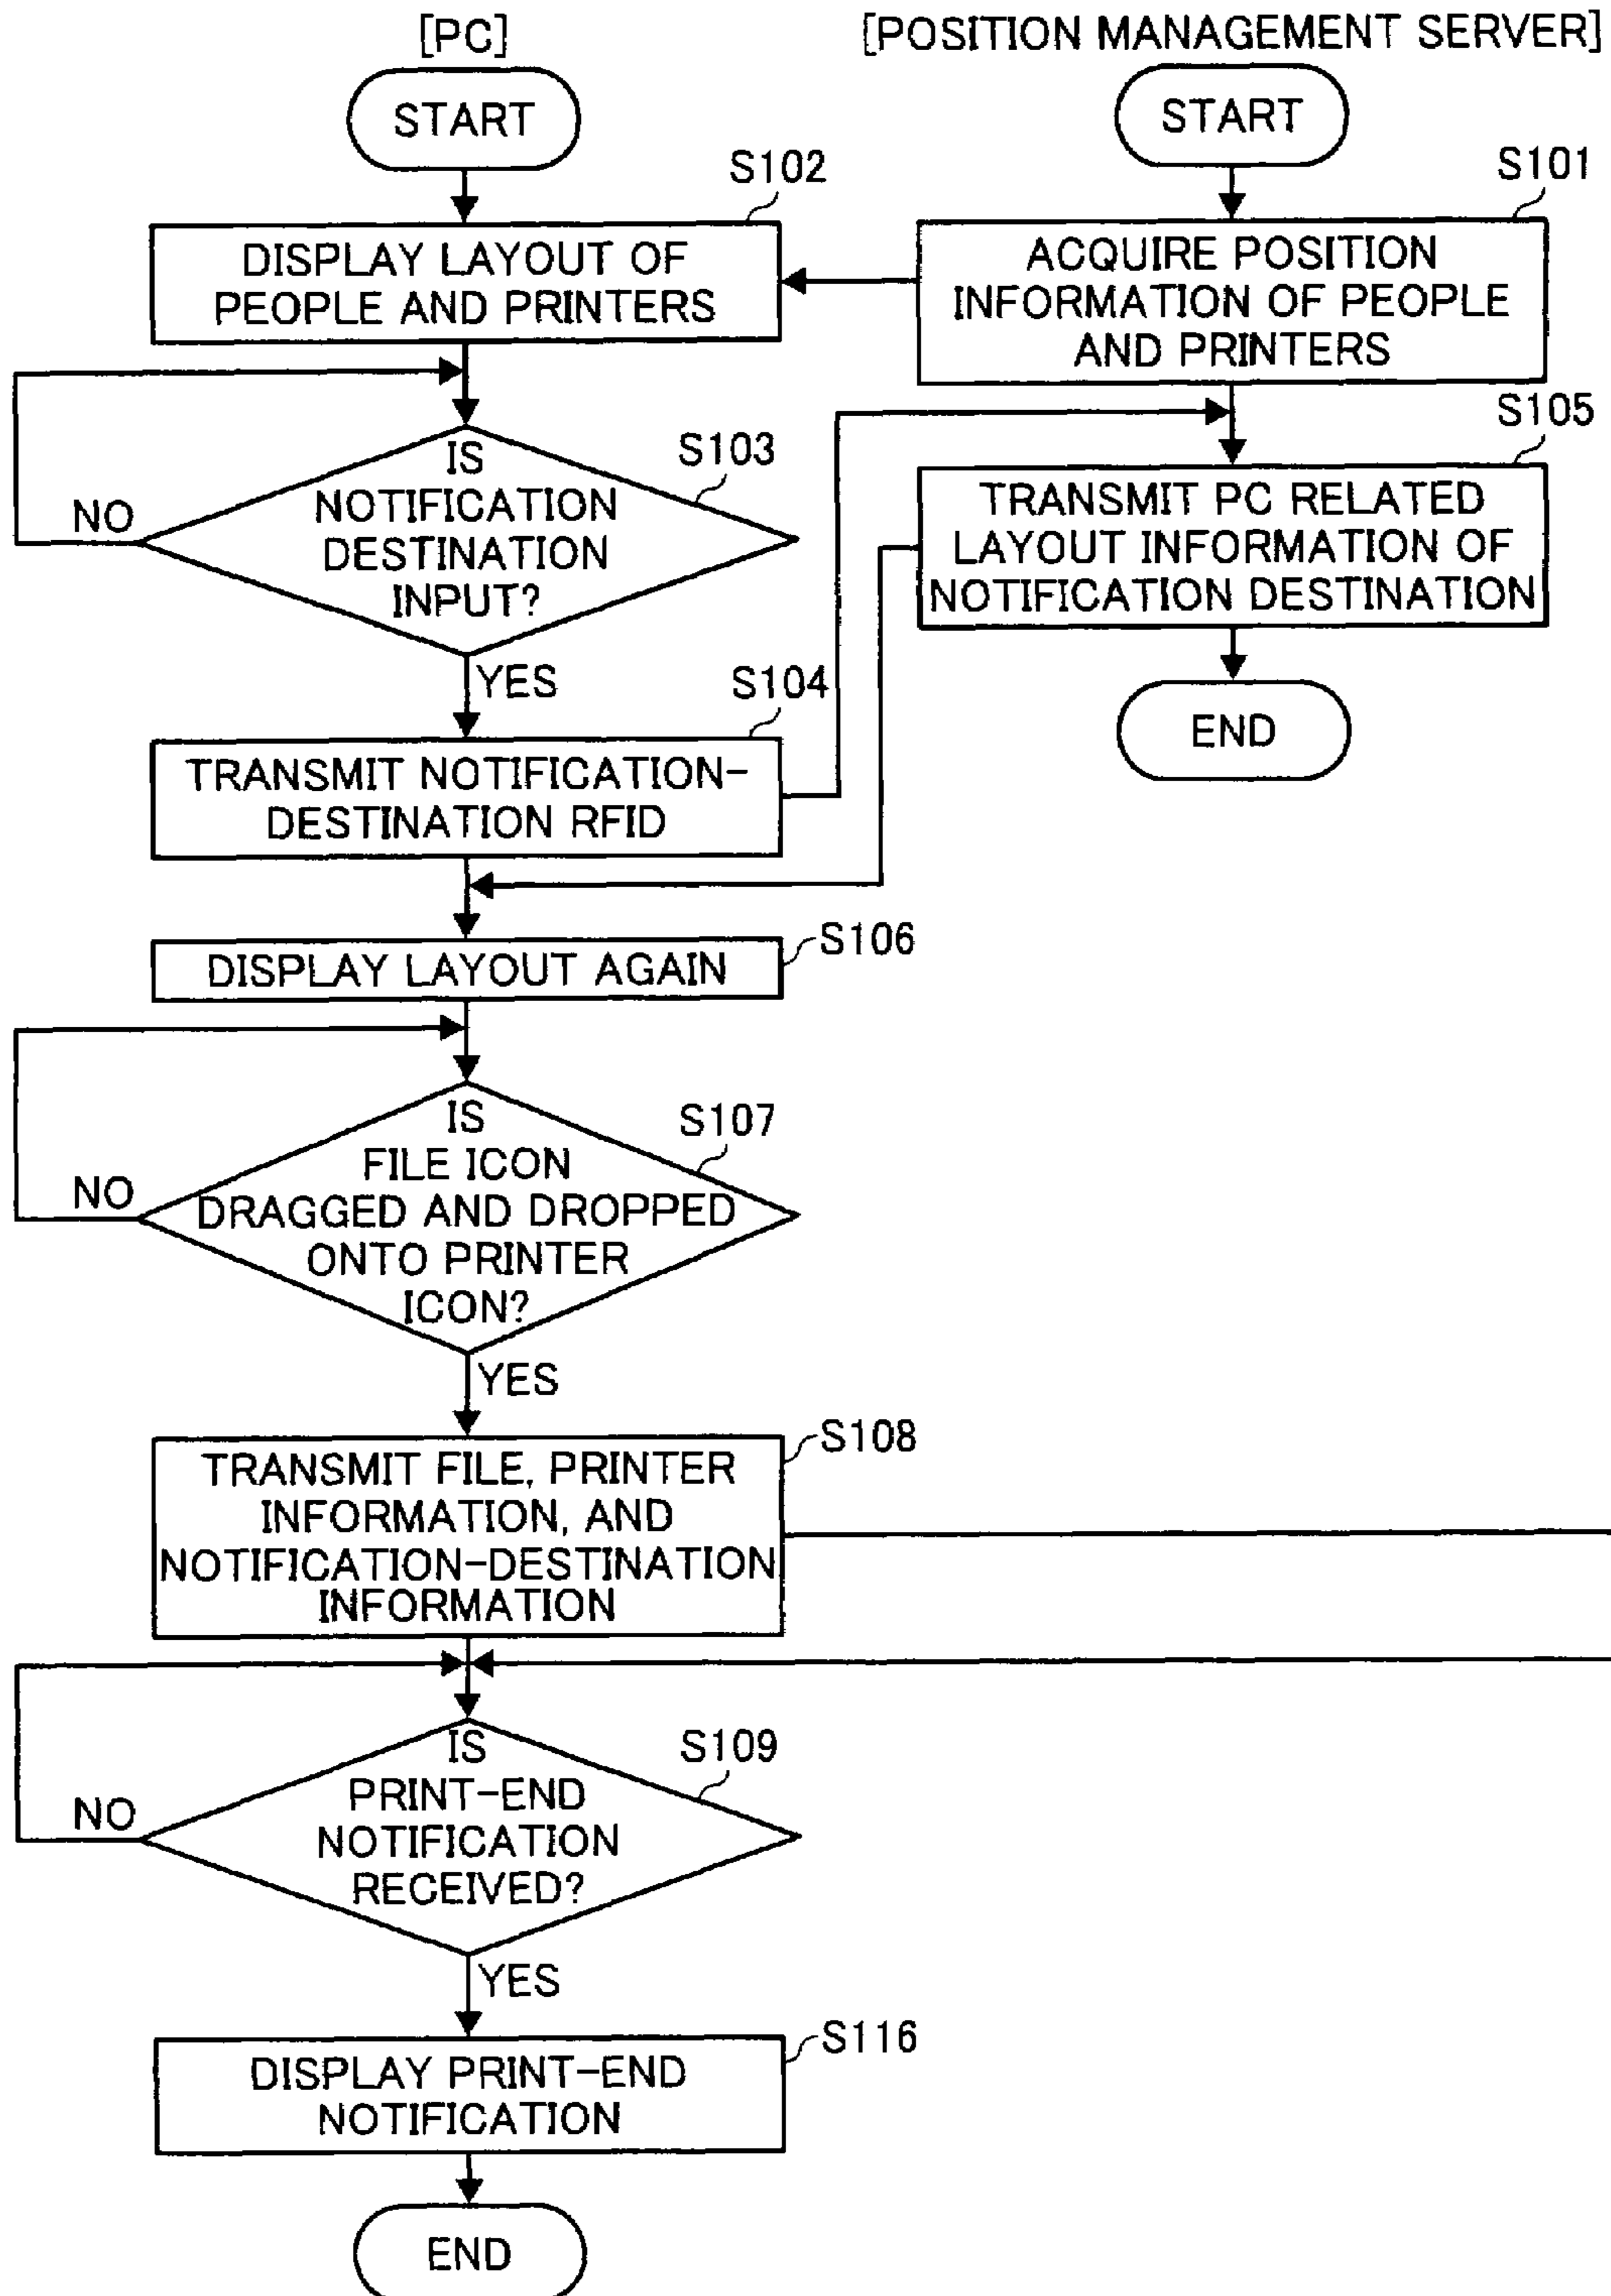 [PC]
START
S102
DISPLAY LAYOUT OF
PEOPLE AND PRINTERS
IS
NOTIFICATION
DESTINATION
INPUT?
S103
NO
YES
S104
TRANSMIT NOTIFICATION-
DESTINATION RFID
S106
DISPLAY LAYOUT AGAIN
IS
FILE ICON
DRAGGED AND DROPPED
ONTO PRINTER
ICON?
S107
NO
YES
S108
TRANSMIT FILE, PRINTER
INFORMATION, AND
NOTIFICATION-DESTINATION
INFORMATION
IS
PRINT-END
NOTIFICATION
RECEIVED?
S109
NO
YES
S116
DISPLAY PRINT-END
NOTIFICATION
END
[POSITION MANAGEMENT SERVER]
START
S101
ACQUIRE POSITION
INFORMATION OF PEOPLE
AND PRINTERS
S105
TRANSMIT PC RELATED
LAYOUT INFORMATION OF
NOTIFICATION DESTINATION
END